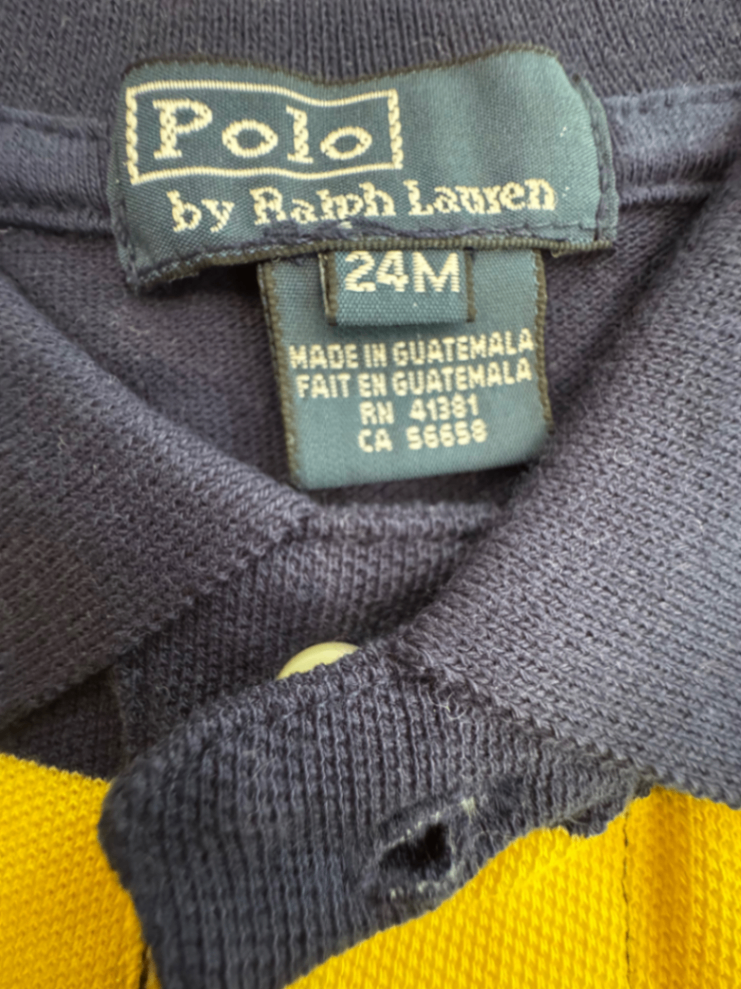 Polo
by Ralph Lauren
24M
MADE IN GUATEMALA
FAIT EN GUATEMALA
RN 41381
CA 56658